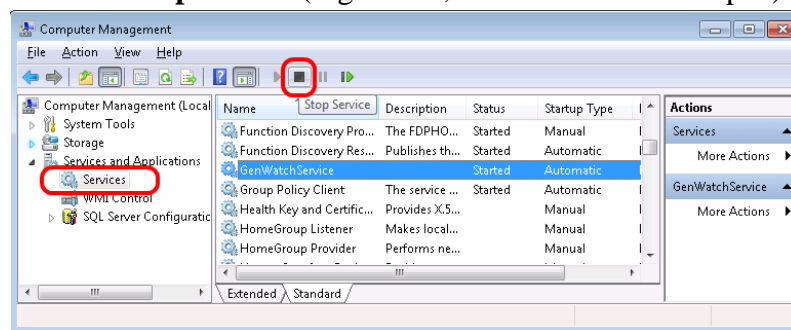 Computer Management
File Action View Help
Stop Service
Computer Management (Local
System Tools
Storage
Services and Applications
Services
WMI Control
SQL Server Configuratic
Name Description Status Startup Type
Function Discovery Pro... The FDPHO... Started Manual
Function Discovery Res... Publishes th... Started Automatic
GenWatchService Started Automatic
Group Policy Client The service ... Started Automatic
Health Key and Certific... Provides X.5... Manual
HomeGroup Listener Makes local... Manual
HomeGroup Provider Performs ne... Manual
Extended Standard
Actions
Services
More Actions
GenWatchService
More Actions